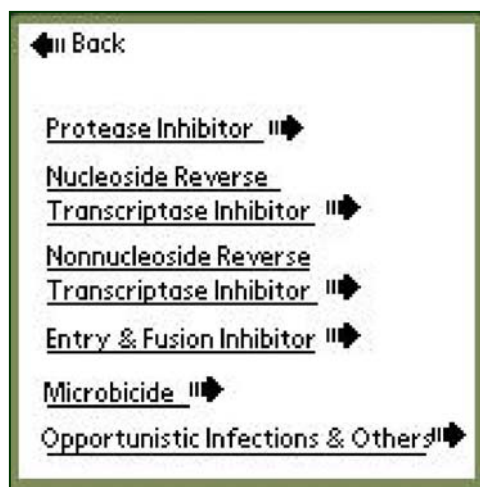 Back
Protease Inhibitor
Nucleoside Reverse
Transcriptase Inhibitor
Nonnucleoside Reverse
Transcriptase Inhibitor
Entry & Fusion Inhibitor
Microbicide
Opportunistic Infections & Others